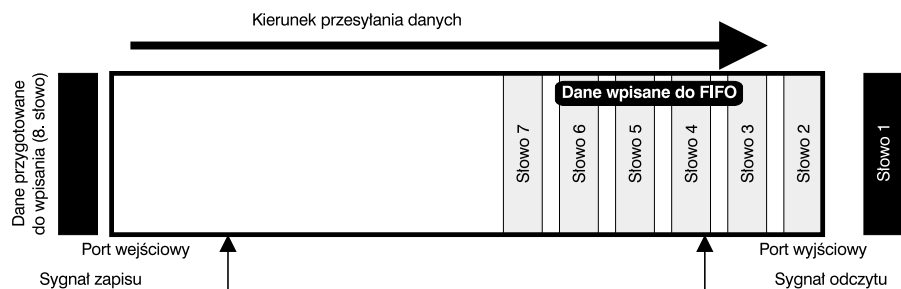 Kierunek przesyłania danych
Dane przygotowane
do wpisania (8. słowo)
Dane wpisane do FIFO
Słowo 7
Słowo 6
Słowo 5
Słowo 4
Słowo 3
Słowo 2
Słowo 1
Port wejściowy
Port wyjściowy
Sygnał zapisu
Sygnał odczytu